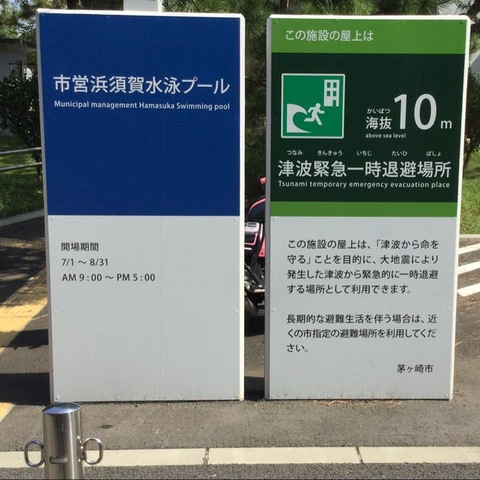 市営浜須賀水泳プール
Municipal management Hamasuka Swimming pool
開場期間
7/1 ～ 8/31
AM 9：00 ～ PM 5：00
この施設の屋上は
かいばつ
海抜 10m
above sea level
つなみ きんきゅう いちじ たいひ ばしょ
津波緊急一時退避場所
Tsunami temporary emergency evacuation place
この施設の屋上は、「津波から命を
守る」ことを目的に、大地震により
発生した津波から緊急的に一時退避
する場所として利用できます。
長期的な避難生活を伴う場合は、近
くの市指定の避難場所を利用してくだ
さい。
茅ヶ崎市